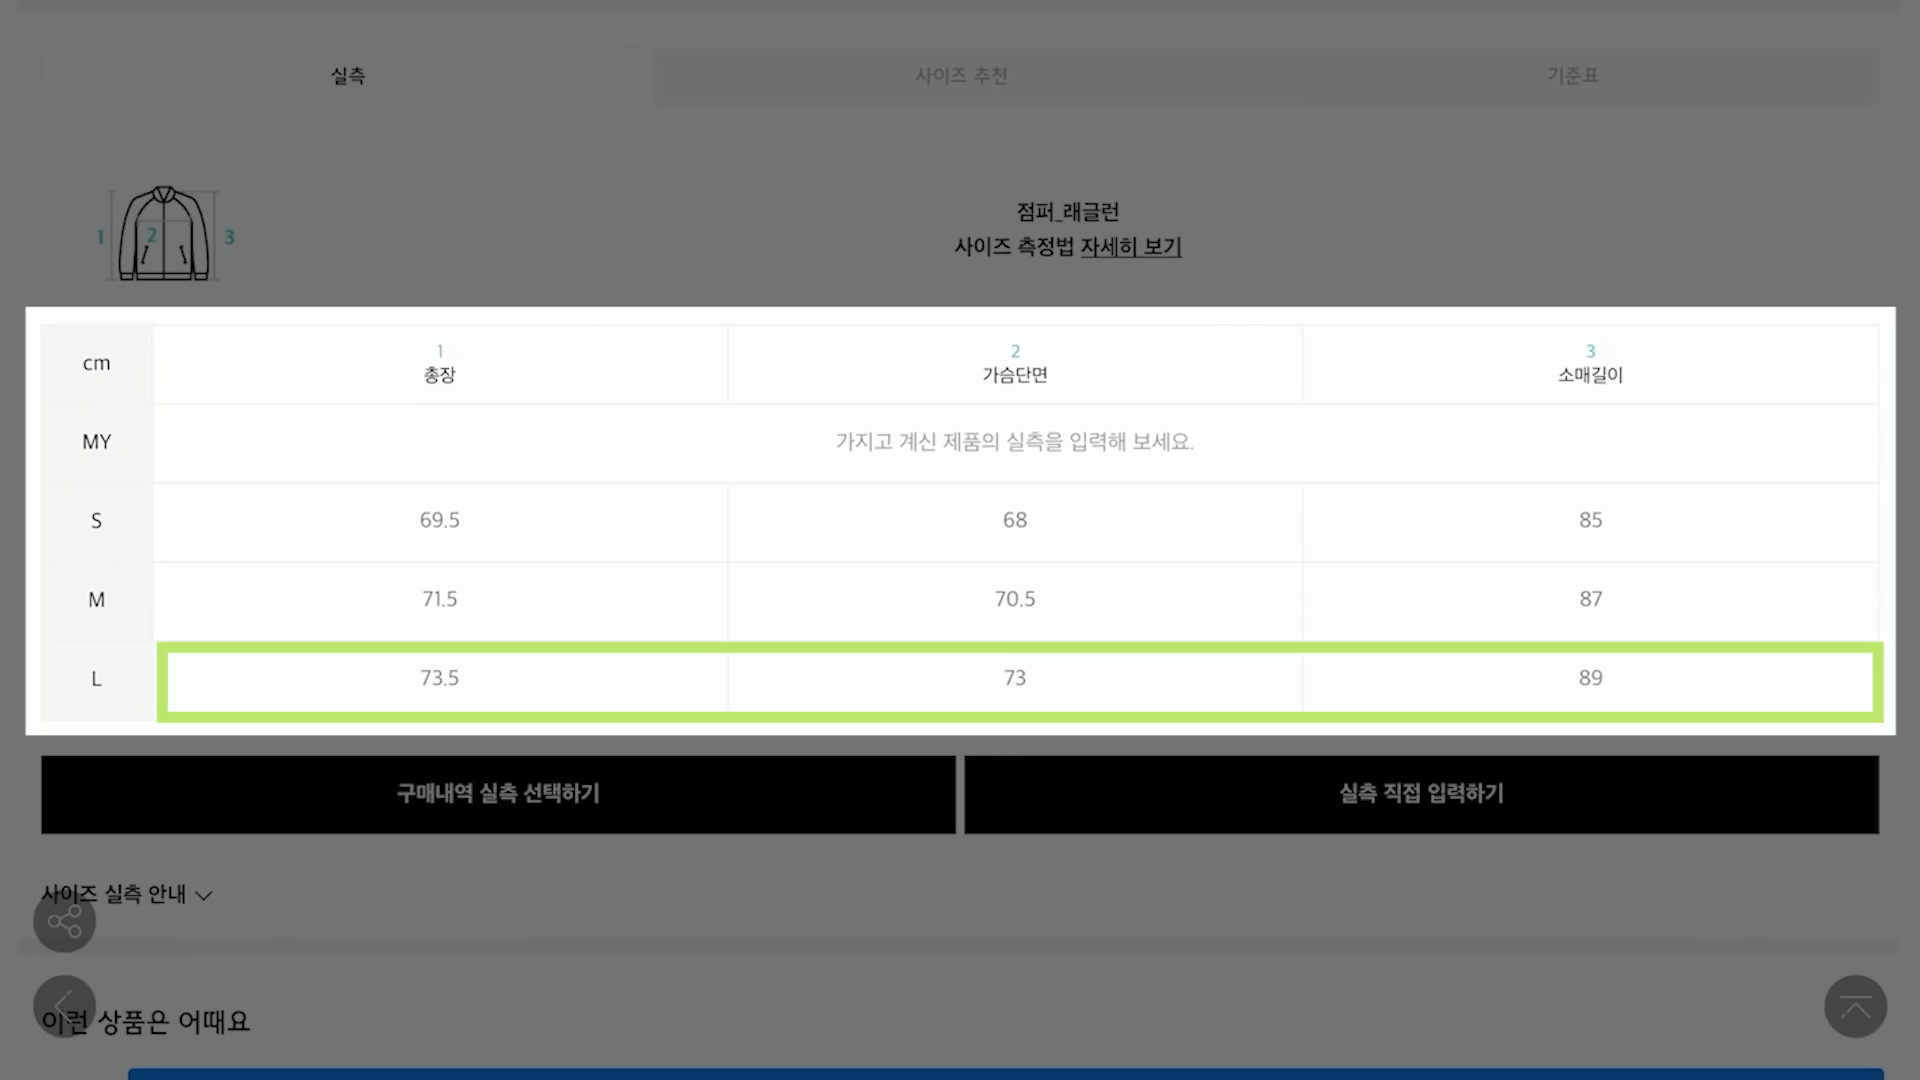 실측 사이즈 추천 기준표
1 2 3
점퍼_래글런
사이즈 측정법 자세히 보기
cm 1 총장 2 가슴단면 3 소매길이
MY 가지고 계신 제품의 실측을 입력해 보세요.
S 69.5 68 85
M 71.5 70.5 87
L 73.5 73 89
구매내역 실측 선택하기 실측 직접 입력하기
사이즈 실측 안내
이런 상품은 어때요